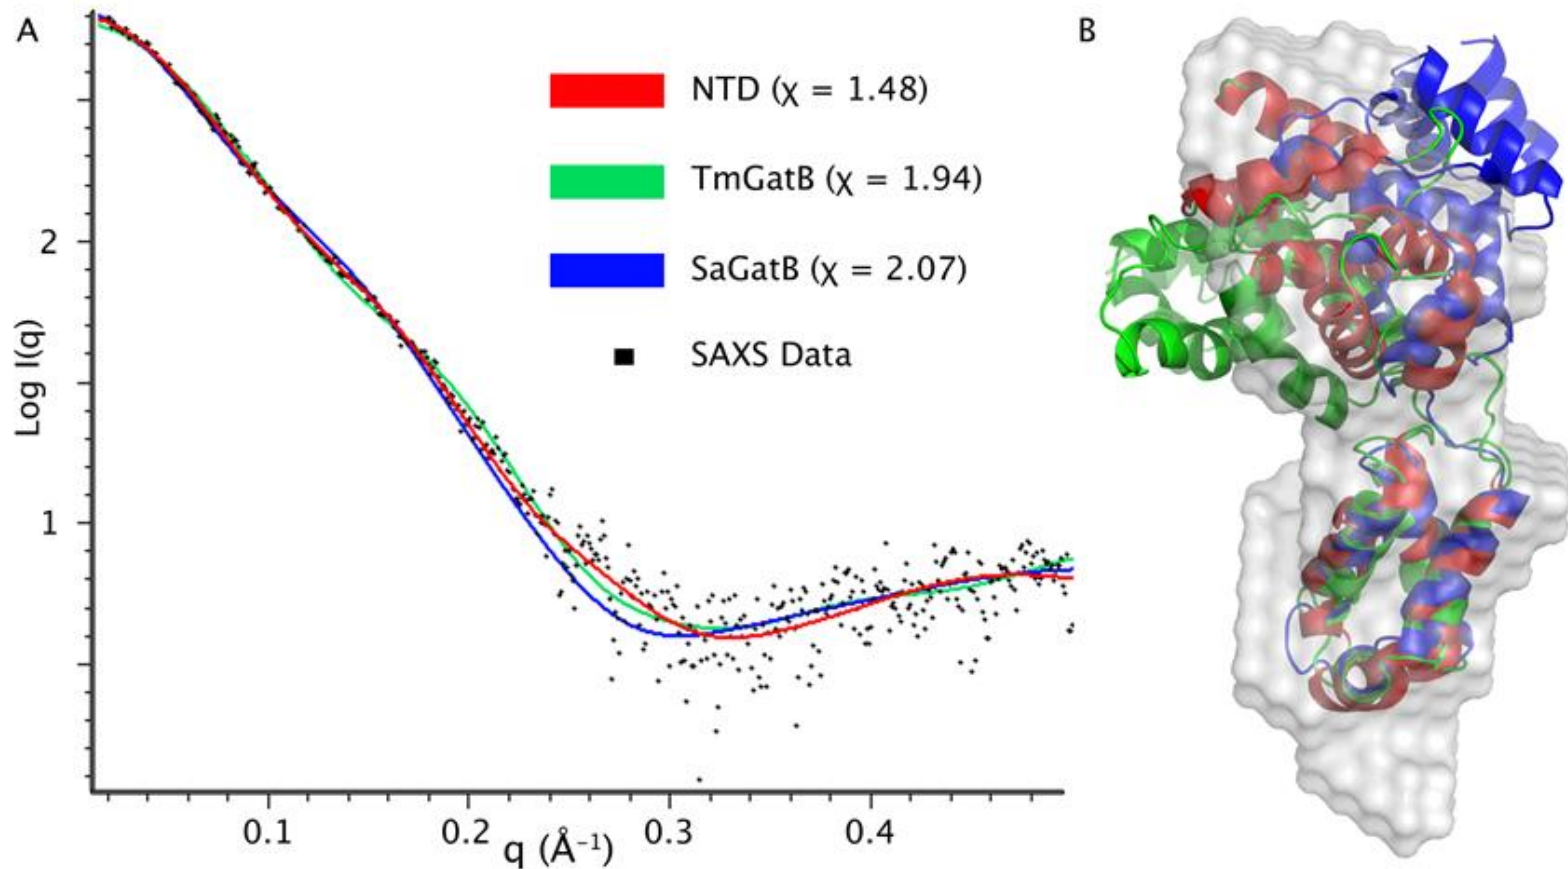 A
B
NTD (χ = 1.48)
TmGatB (χ = 1.94)
SaGatB (χ = 2.07)
SAXS Data
Log I(q)
2
1
0.1
0.2
0.3
0.4
q (Å⁻¹)